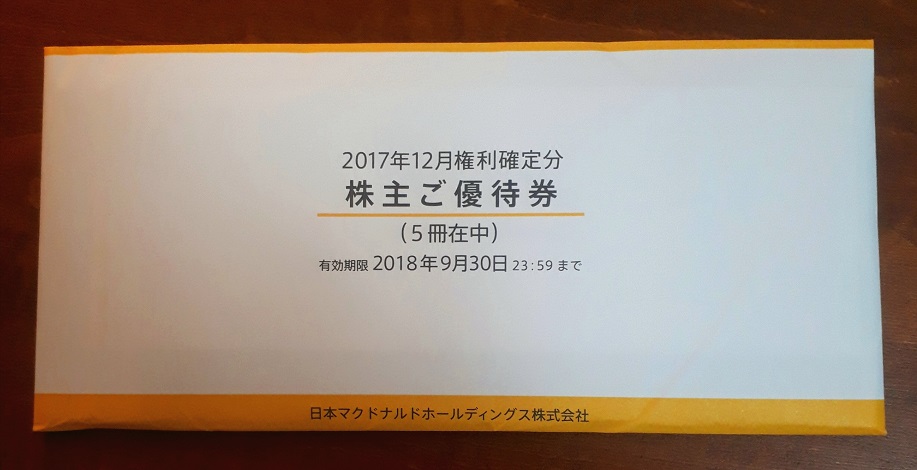 2017年12月権利確定分
株主ご優待券
（5冊在中）
有効期限 2018年9月30日 23:59 まで
日本マクドナルドホールディングス株式会社